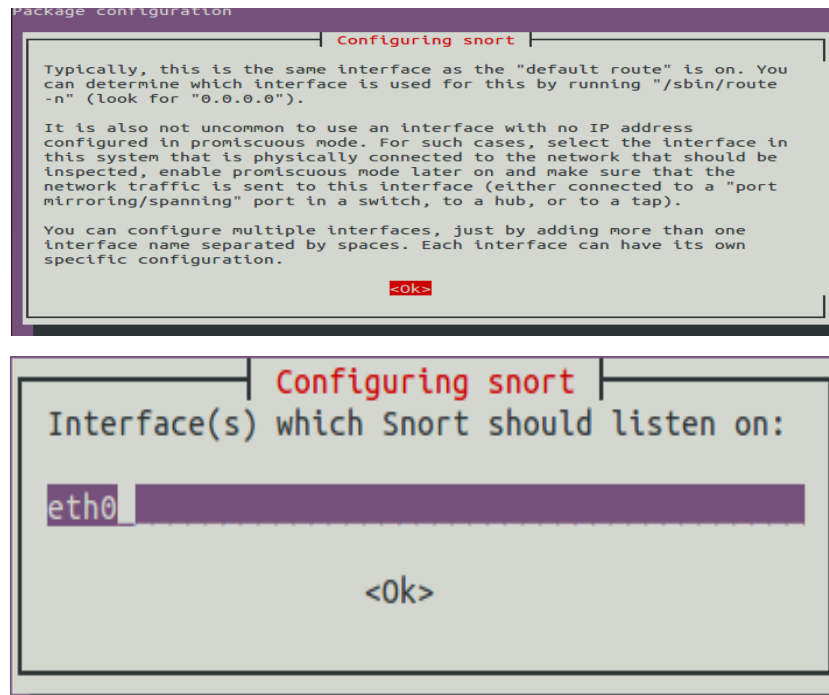 Package configuration
Configuring snort
Typically, this is the same interface as the "default route" is on. You
can determine which interface is used for this by running "/sbin/route
-n" (look for "0.0.0.0").
It is also not uncommon to use an interface with no IP address
configured in promiscuous mode. For such cases, select the interface in
this system that is physically connected to the network that should be
inspected, enable promiscuous mode later on and make sure that the
network traffic is sent to this interface (either connected to a "port
mirroring/spanning" port in a switch, to a hub, or to a tap).
You can configure multiple interfaces, just by adding more than one
interface name separated by spaces. Each interface can have its own
specific configuration.
<Ok>
Configuring snort
Interface(s) which Snort should listen on:
eth0
<Ok>